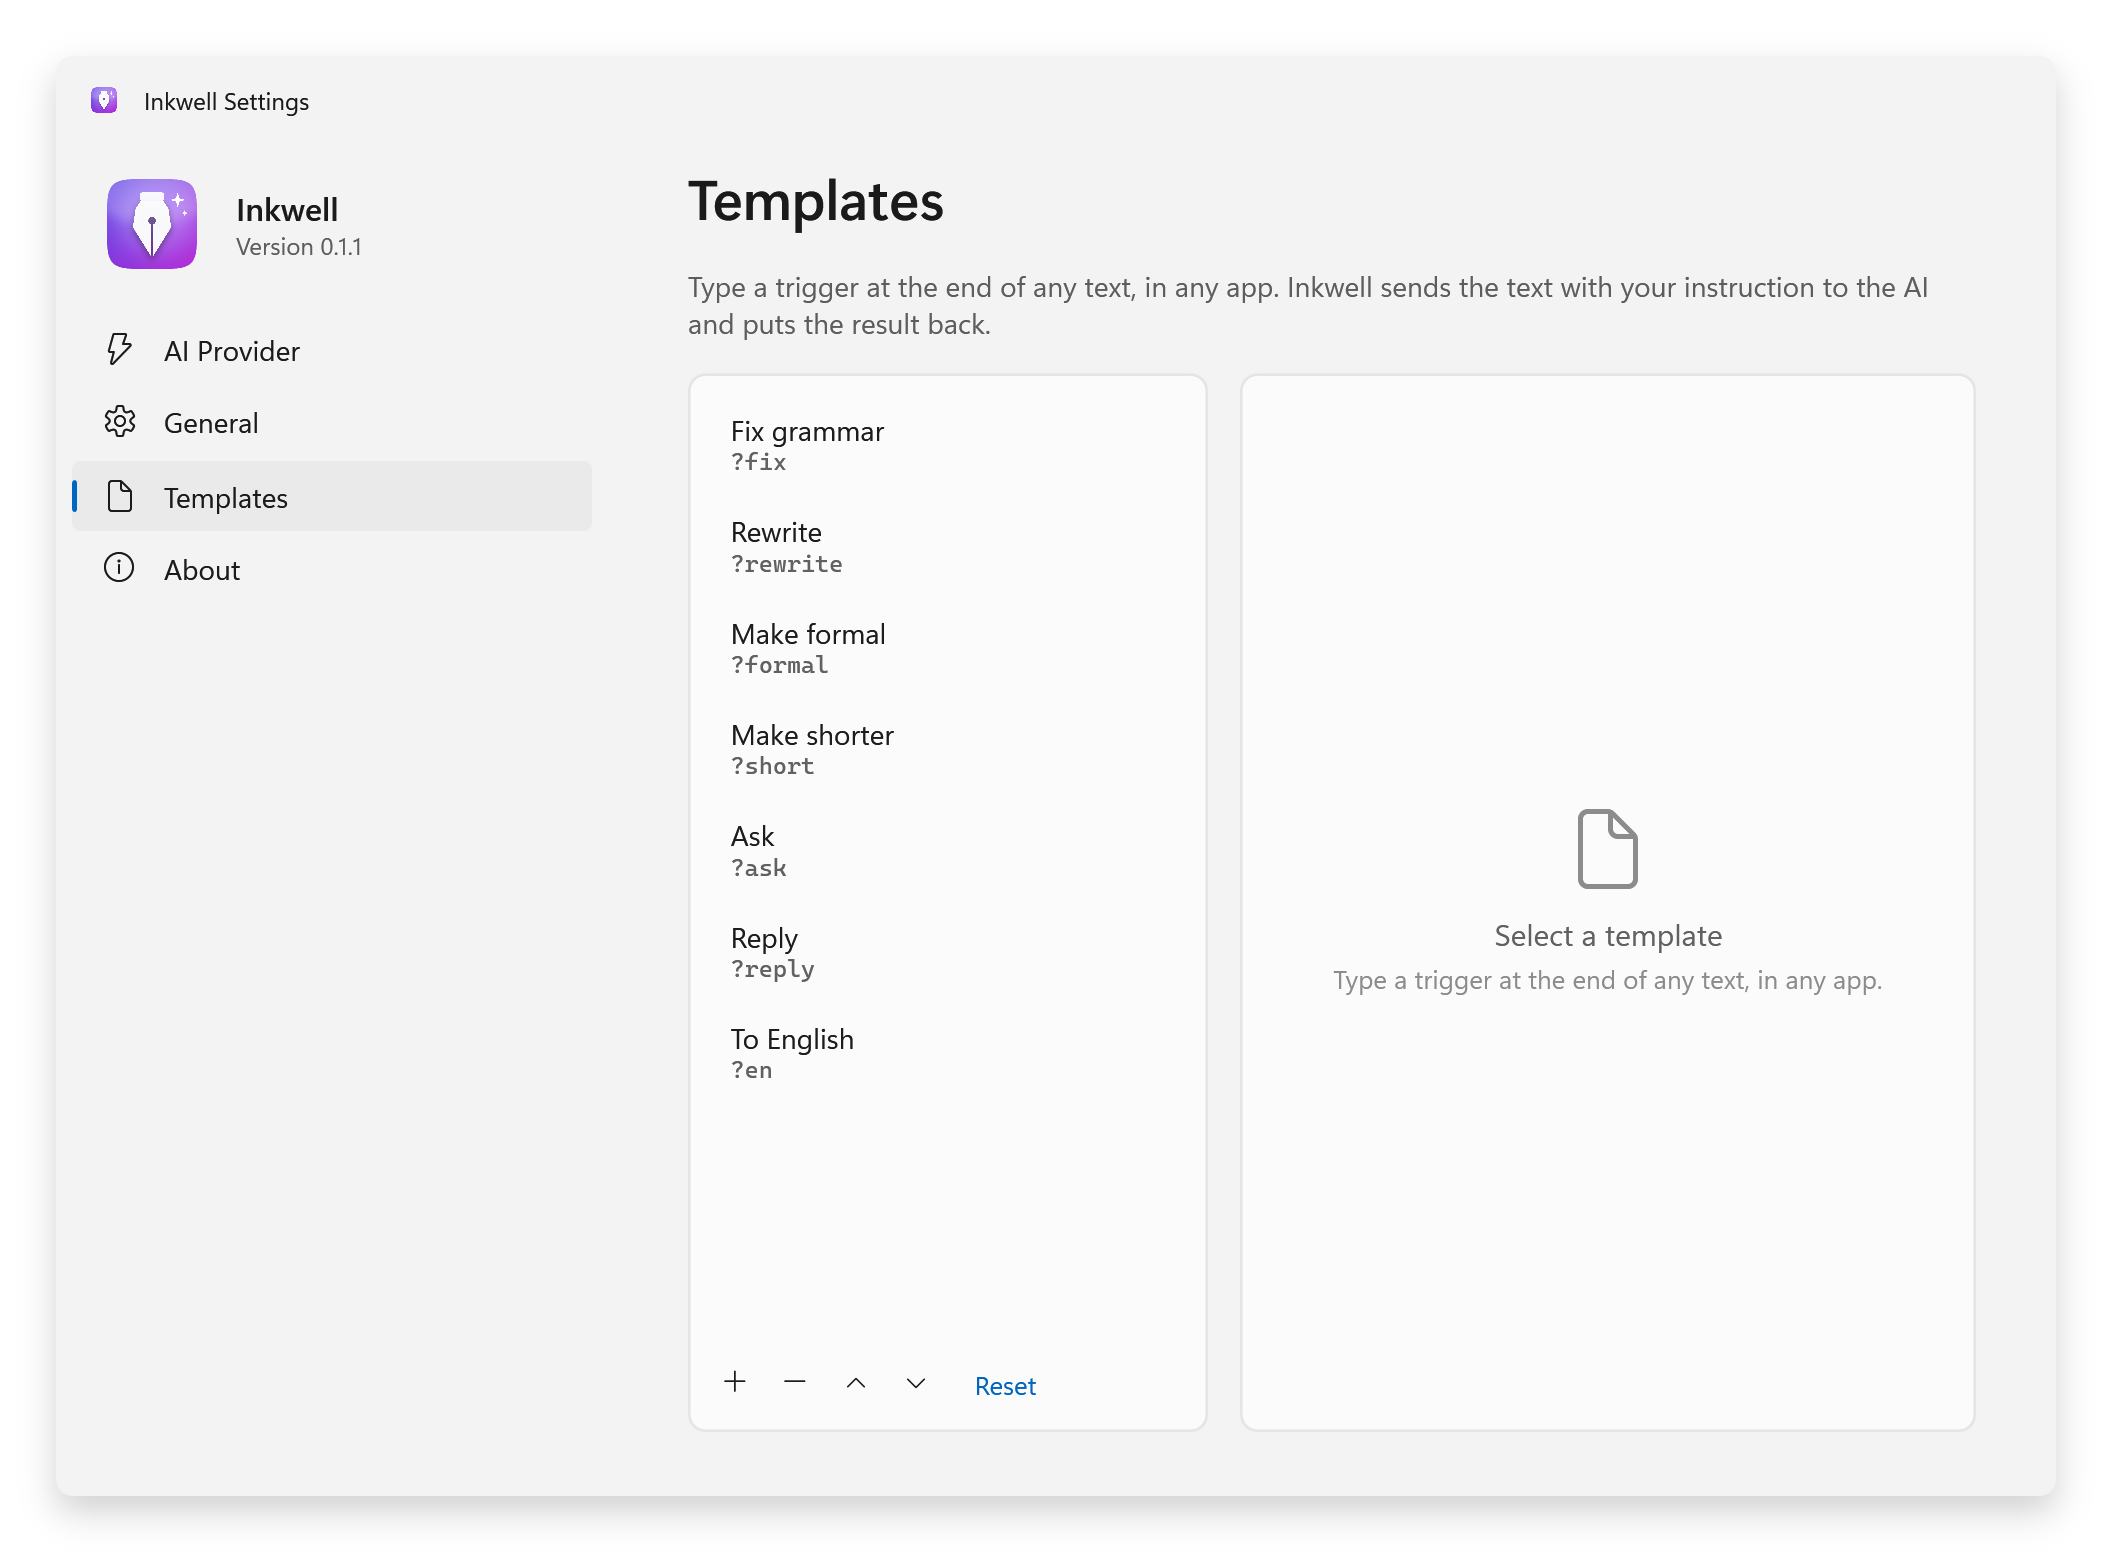 Inkwell Settings
Inkwell
Version 0.1.1
AI Provider
General
Templates
About
Templates
Type a trigger at the end of any text, in any app. Inkwell sends the text with your instruction to the AI
and puts the result back.
Fix grammar
?fix
Rewrite
?rewrite
Make formal
?formal
Make shorter
?short
Ask
?ask
Reply
?reply
To English
?en
Reset
Select a template
Type a trigger at the end of any text, in any app.